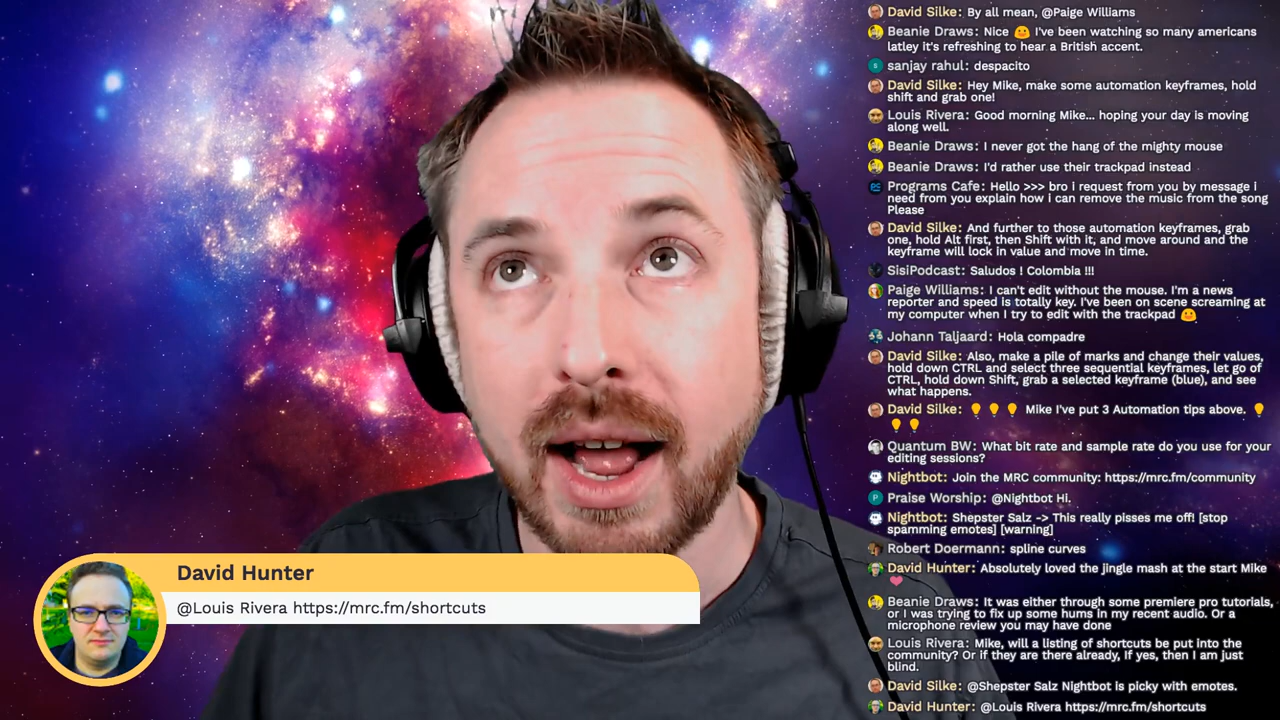 David Silke: By all mean, @Paige Williams
Beanie Draws: Nice 🙂 I've been watching so many americans
latley it's refreshing to hear a British accent.
sanjay rahul: despacito
David Silke: Hey Mike, make some automation keyframes, hold
shift and grab one!
Louis Rivera: Good morning Mike... hoping your day is moving
along well.
Beanie Draws: I never got the hang of the mighty mouse
Beanie Draws: I'd rather use their trackpad instead
Programs Cafe: Hello >>> bro i request from you by message i
need from you explain how i can remove the music from the song
Please
David Silke: And further to those automation keyframes, grab
one, hold Alt first, then Shift with it, and move around and the
keyframe will lock in value and move in time.
SisiPodcast: Saludos ! Colombia !!!
Paige Williams: I can't edit without the mouse. I'm a news
reporter and speed is totally key. I've been on scene screaming at
my computer when I try to edit with the trackpad 🙂
Johann Taljaard: Hola compadre
David Silke: Also, make a pile of marks and change their values,
hold down CTRL and select three sequential keyframes, let go of
CTRL, hold down Shift, grab a selected keyframe (blue), and see
what happens.
David Silke: 💡 💡 💡 Mike I've put 3 Automation tips above. 💡
💡 💡
Quantum BW: What bit rate and sample rate do you use for your
editing sessions?
Nightbot: Join the MRC community: https://mrc.fm/community
Praise Worship: @Nightbot Hi.
Nightbot: Shepster Salz -> This really pisses me off! [stop
spamming emotes] [warning]
Robert Doermann: spline curves
David Hunter: Absolutely loved the jingle mash at the start Mike
❤
Beanie Draws: It was either through some premiere pro tutorials,
or I was trying to fix up some hums in my recent audio. Or a
microphone review you may have done
Louis Rivera: Mike, will a listing of shortcuts be put into the
community? Or if they are there already, If yes, then I am just
blind.
David Silke: @Shepster Salz Nightbot is picky with emotes.
David Hunter: @Louis Rivera https://mrc.fm/shortcuts
David Hunter
@Louis Rivera https://mrc.fm/shortcuts